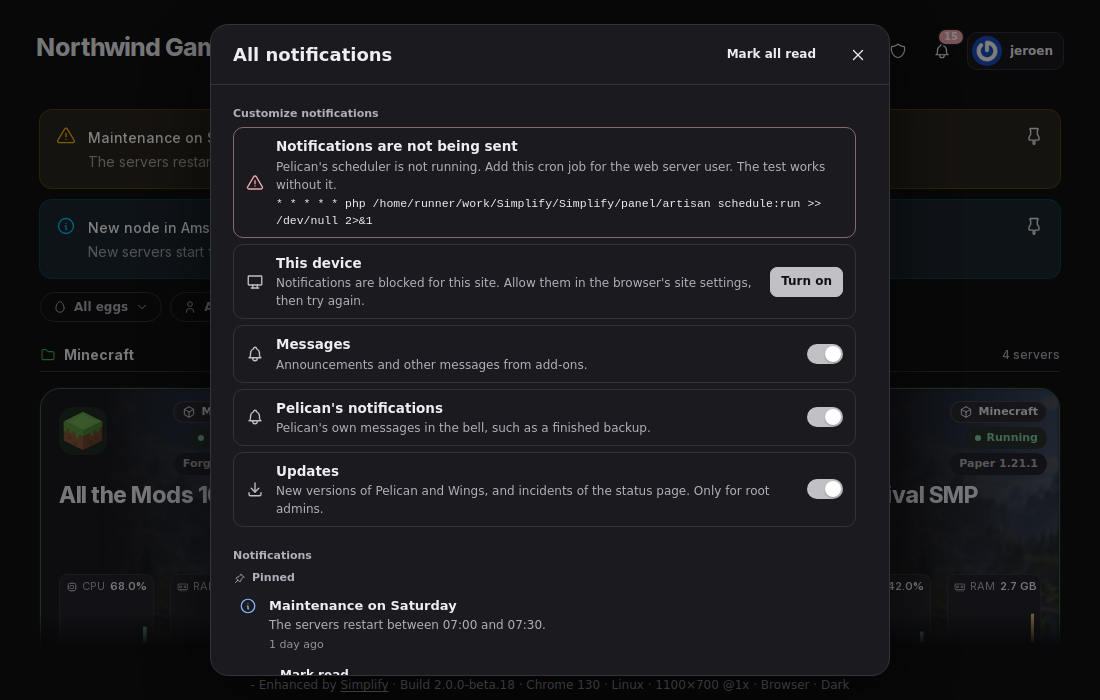 Northwind Gam
All notifications
Mark all read
15
jeroen
Customize notifications
Notifications are not being sent
Pelican's scheduler is not running. Add this cron job for the web server user. The test works
without it.
* * * * * php /home/runner/work/Simplify/Simplify/panel/artisan schedule:run >>
/dev/null 2>&1
Maintenance on S
The servers restar
New node in Ams
New servers start
This device
Notifications are blocked for this site. Allow them in the browser's site settings,
then try again.
Turn on
All eggs
Messages
Announcements and other messages from add-ons.
Minecraft
4 servers
Pelican's notifications
Pelican's own messages in the bell, such as a finished backup.
Minecraft
Running
Forg
Paper 1.21.1
Updates
New versions of Pelican and Wings, and incidents of the status page. Only for root
admins.
All the Mods 10
ival SMP
Notifications
Pinned
CPU 68.0%
RAM
42.0%
RAM 2.7 GB
Maintenance on Saturday
The servers restart between 07:00 and 07:30.
1 day ago
Mark read
- Enhanced by Simplify · Build 2.0.0-beta.18 · Chrome 130 · Linux · 1100×700 @1x · Browser · Dark